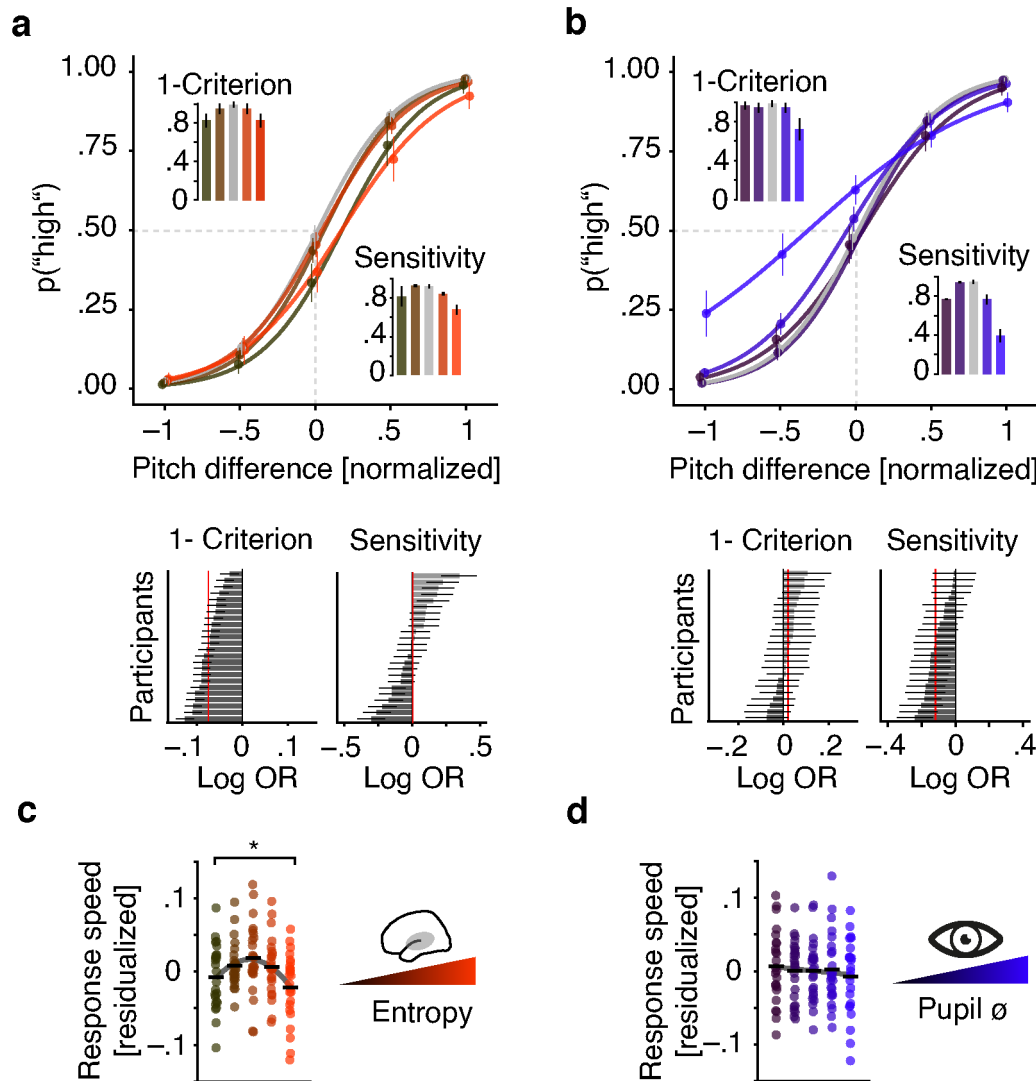 a
1.00
.75
.50
.25
.00
p(“high“)
1-Criterion
.8
.4
0
Sensitivity
.8
.4
0
−1
−.5
0
.5
1
Pitch difference [normalized]
b
1.00
.75
.50
.25
.00
p(“high“)
1-Criterion
.8
.4
0
Sensitivity
.8
.4
0
−1
−.5
0
.5
1
Pitch difference [normalized]
1- Criterion
Participants
−.1 0 .1
Log OR
Sensitivity
−.5 0 .5
Log OR
1- Criterion
Participants
−.2 0 .2
Log OR
Sensitivity
−.4 0 .4
Log OR
c
Response speed
[residualized]
.1
0
−.1
*
Entropy
d
Response speed
[residualized]
.1
0
−.1
Pupil ø